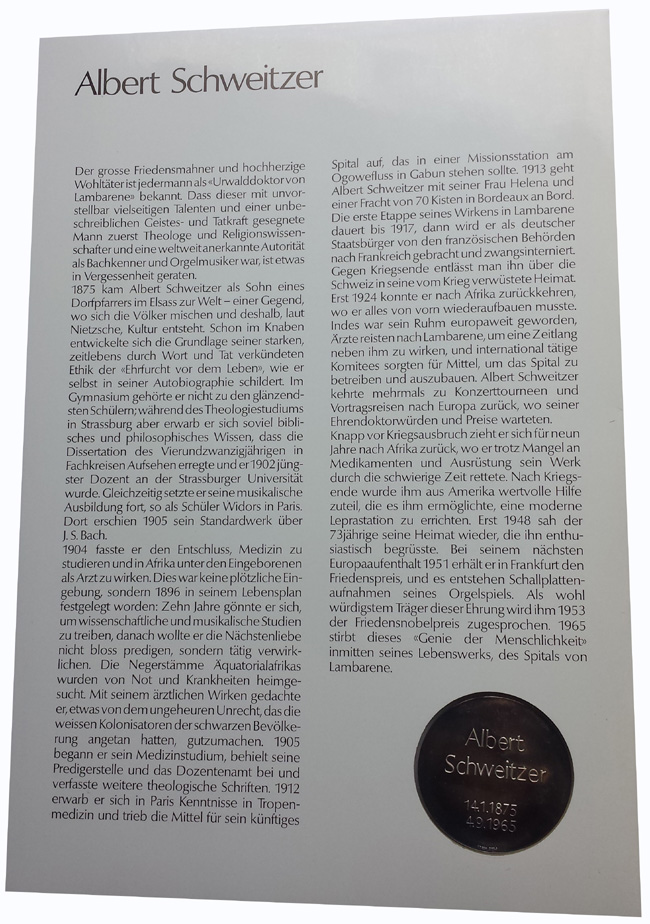 Albert Schweitzer
Der grosse Friedensmahner und hochherzige
Wohltäter ist jedermann als «Urwalddoktor von
Lambarene» bekannt. Dass dieser mit unvor-
stellbar vielseitigen Talenten und einer unbe-
schreiblichen Geistes- und Tatkraft gesegnete
Mann zuerst Theologe und Religionswissen-
schafter und eine weltweit anerkannte Autorität
als Bachkenner und Orgelmusiker war, ist etwas
in Vergessenheit geraten.
1875 kam Albert Schweitzer als Sohn eines
Dorfpfarrers im Elsass zur Welt – einer Gegend,
wo sich die Völker mischen und deshalb, laut
Nietzsche, Kultur entsteht. Schon im Knaben
entwickelte sich die Grundlage seiner starken,
zeitlebens durch Wort und Tat verkündeten
Ethik der «Ehrfurcht vor dem Leben», wie er
selbst in seiner Autobiographie schildert. Im
Gymnasium gehörte er nicht zu den glänzend-
sten Schülern; während des Theologiestudiums
in Strassburg aber erwarb er sich soviel bibli-
sches und philosophisches Wissen, dass die
Dissertation des Vierundzwanzigjährigen in
Fachkreisen Aufsehen erregte und er 1902 jüng-
ster Dozent an der Strassburger Universität
wurde. Gleichzeitig setzte er seine musikalische
Ausbildung fort, so als Schüler Widors in Paris.
Dort erschien 1905 sein Standardwerk über
J. S. Bach.
1904 fasste er den Entschluss, Medizin zu
studieren und in Afrika unter den Eingeborenen
als Arzt zu wirken. Dies war keine plötzliche Ein-
gebung, sondern 1896 in seinem Lebensplan
festgelegt worden: Zehn Jahre gönnte er sich,
um wissenschaftliche und musikalische Studien
zu treiben, danach wollte er die Nächstenliebe
nicht bloss predigen, sondern tätig verwirk-
lichen. Die Negerstämme Äquatorialafrikas
wurden von Not und Krankheiten heimge-
sucht. Mit seinem ärztlichen Wirken gedachte
er, etwas von dem ungeheuren Unrecht, das die
weissen Kolonisatoren der schwarzen Bevölke-
rung angetan hatten, gutzumachen. 1905
begann er sein Medizinstudium, behielt seine
Predigerstelle und das Dozentenamt bei und
verfasste weitere theologische Schriften. 1912
erwarb er sich in Paris Kenntnisse in Tropen-
medizin und trieb die Mittel für sein künftiges
Spital auf, das in einer Missionsstation am
Ogowefluss in Gabun stehen sollte. 1913 geht
Albert Schweitzer mit seiner Frau Helena und
einer Fracht von 70 Kisten in Bordeaux an Bord.
Die erste Etappe seines Wirkens in Lambarene
dauert bis 1917, dann wird er als deutscher
Staatsbürger von den französischen Behörden
nach Frankreich gebracht und zwangsinterniert.
Gegen Kriegsende entlässt man ihn über die
Schweiz in seine vom Krieg verwüstete Heimat.
Erst 1924 konnte er nach Afrika zurückkehren,
wo er alles von vorn wiederaufbauen musste.
Indes war sein Ruhm europaweit geworden,
Ärzte reisten nach Lambarene, um eine Zeitlang
neben ihm zu wirken, und international tätige
Komitees sorgten für Mittel, um das Spital zu
betreiben und auszubauen. Albert Schweitzer
kehrte mehrmals zu Konzerttourneen und
Vortragsreisen nach Europa zurück, wo seiner
Ehrendoktorwürden und Preise warteten.
Knapp vor Kriegsausbruch zieht er sich für neun
Jahre nach Afrika zurück, wo er trotz Mangel an
Medikamenten und Ausrüstung sein Werk
durch die schwierige Zeit rettete. Nach Kriegs-
ende wurde ihm aus Amerika wertvolle Hilfe
zuteil, die es ihm ermöglichte, eine moderne
Leprastation zu errichten. Erst 1948 sah der
73jährige seine Heimat wieder, die ihn enthu-
siastisch begrüsste. Bei seinem nächsten
Europaaufenthalt 1951 erhält er in Frankfurt den
Friedenspreis, und es entstehen Schallplatten-
aufnahmen seines Orgelspiels. Als wohl
würdigstem Träger dieser Ehrung wird ihm 1953
der Friedensnobelpreis zugesprochen. 1965
stirbt dieses «Genie der Menschlichkeit»
inmitten seines Lebenswerks, des Spitals von
Lambarene.
Albert
Schweitzer
14.1.1875
4.9.1965